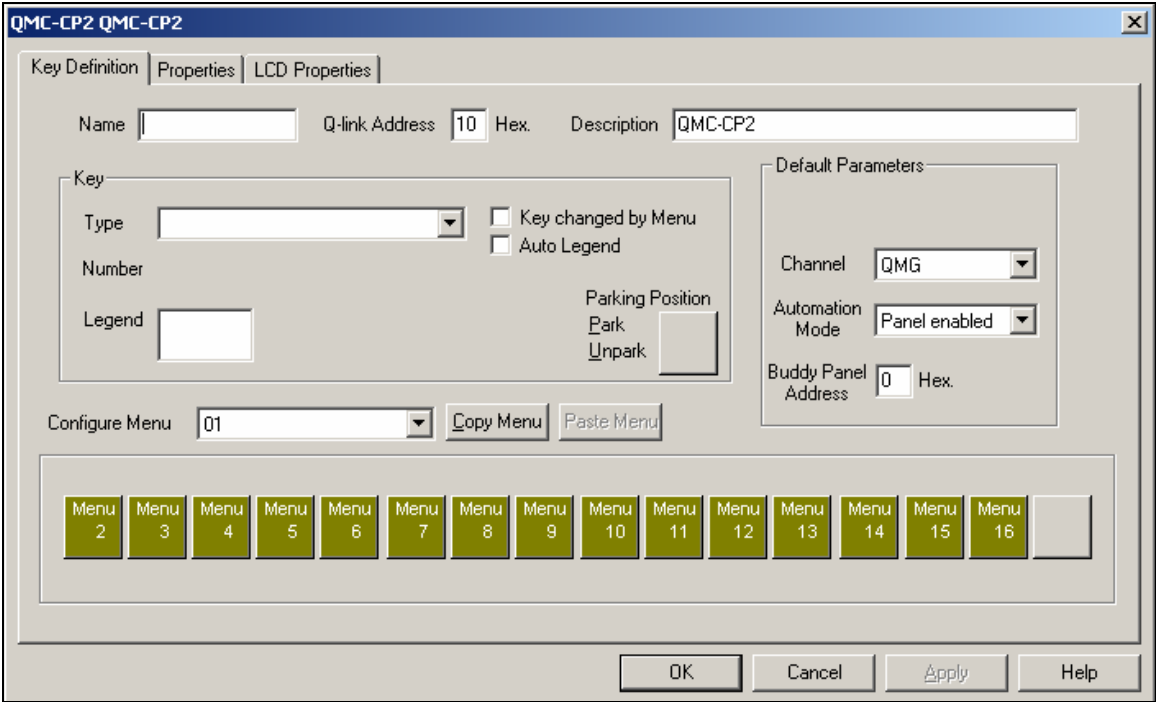 QMC-CP2 QMC-CP2
Key Definition Properties LCD Properties
Name Q-link Address 10 Hex. Description QMC-CP2
Key
Type Key changed by Menu
Auto Legend
Number
Legend
Parking Position
Park
Unpark
Default Parameters
Channel QMG
Automation
Mode Panel enabled
Buddy Panel
Address 0 Hex.
Configure Menu 01 Copy Menu Paste Menu
Menu 2 Menu 3 Menu 4 Menu 5 Menu 6 Menu 7 Menu 8 Menu 9 Menu 10 Menu 11 Menu 12 Menu 13 Menu 14 Menu 15 Menu 16
OK Cancel Apply Help